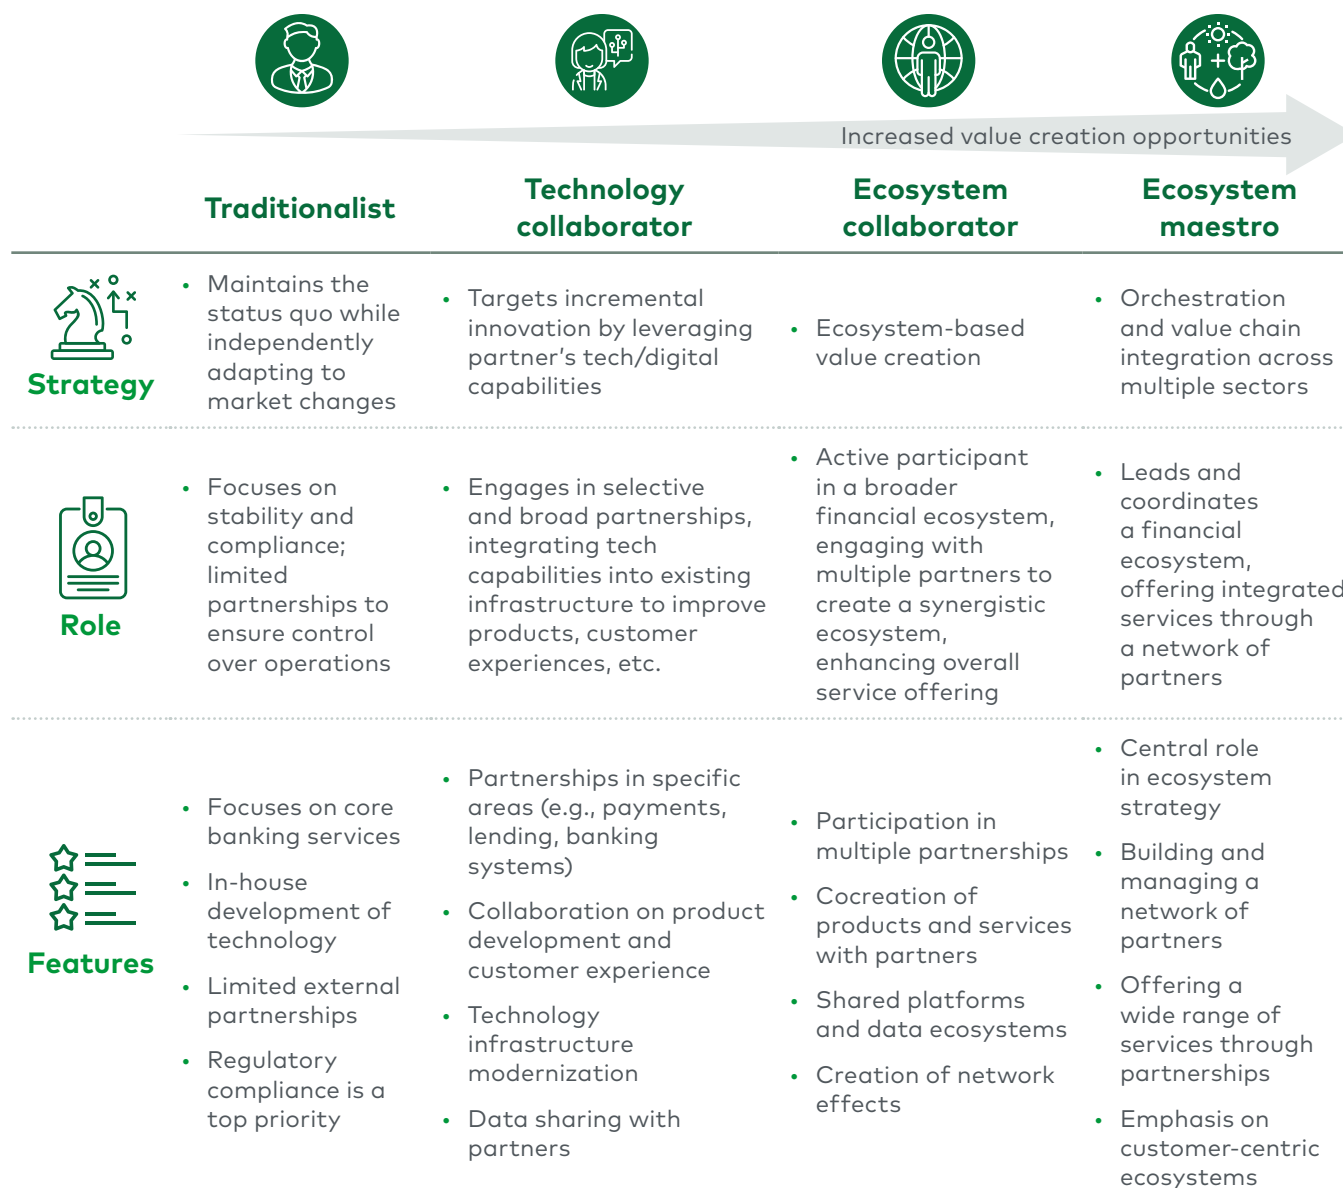 Increased value creation opportunities
Traditionalist
Technology
collaborator
Ecosystem
collaborator
Ecosystem
maestro
Strategy
• Maintains the
status quo while
independently
adapting to
market changes
• Targets incremental
innovation by leveraging
partner’s tech/digital
capabilities
• Ecosystem-based
value creation
• Orchestration
and value chain
integration across
multiple sectors
Role
• Focuses on
stability and
compliance;
limited
partnerships to
ensure control
over operations
• Engages in selective
and broad partnerships,
integrating tech
capabilities into existing
infrastructure to improve
products, customer
experiences, etc.
• Active participant
in a broader
financial ecosystem,
engaging with
multiple partners to
create a synergistic
ecosystem,
enhancing overall
service offering
• Leads and
coordinates
a financial
ecosystem,
offering integrated
services through
a network of
partners
Features
• Focuses on core
banking services
• In-house
development of
technology
• Limited external
partnerships
• Regulatory
compliance is a
top priority
• Partnerships in specific
areas (e.g., payments,
lending, banking
systems)
• Collaboration on product
development and
customer experience
• Technology
infrastructure
modernization
• Data sharing with
partners
• Participation in
multiple partnerships
• Cocreation of
products and services
with partners
• Shared platforms
and data ecosystems
• Creation of network
effects
• Central role
in ecosystem
strategy
• Building and
managing a
network of
partners
• Offering a
wide range of
services through
partnerships
• Emphasis on
customer-centric
ecosystems